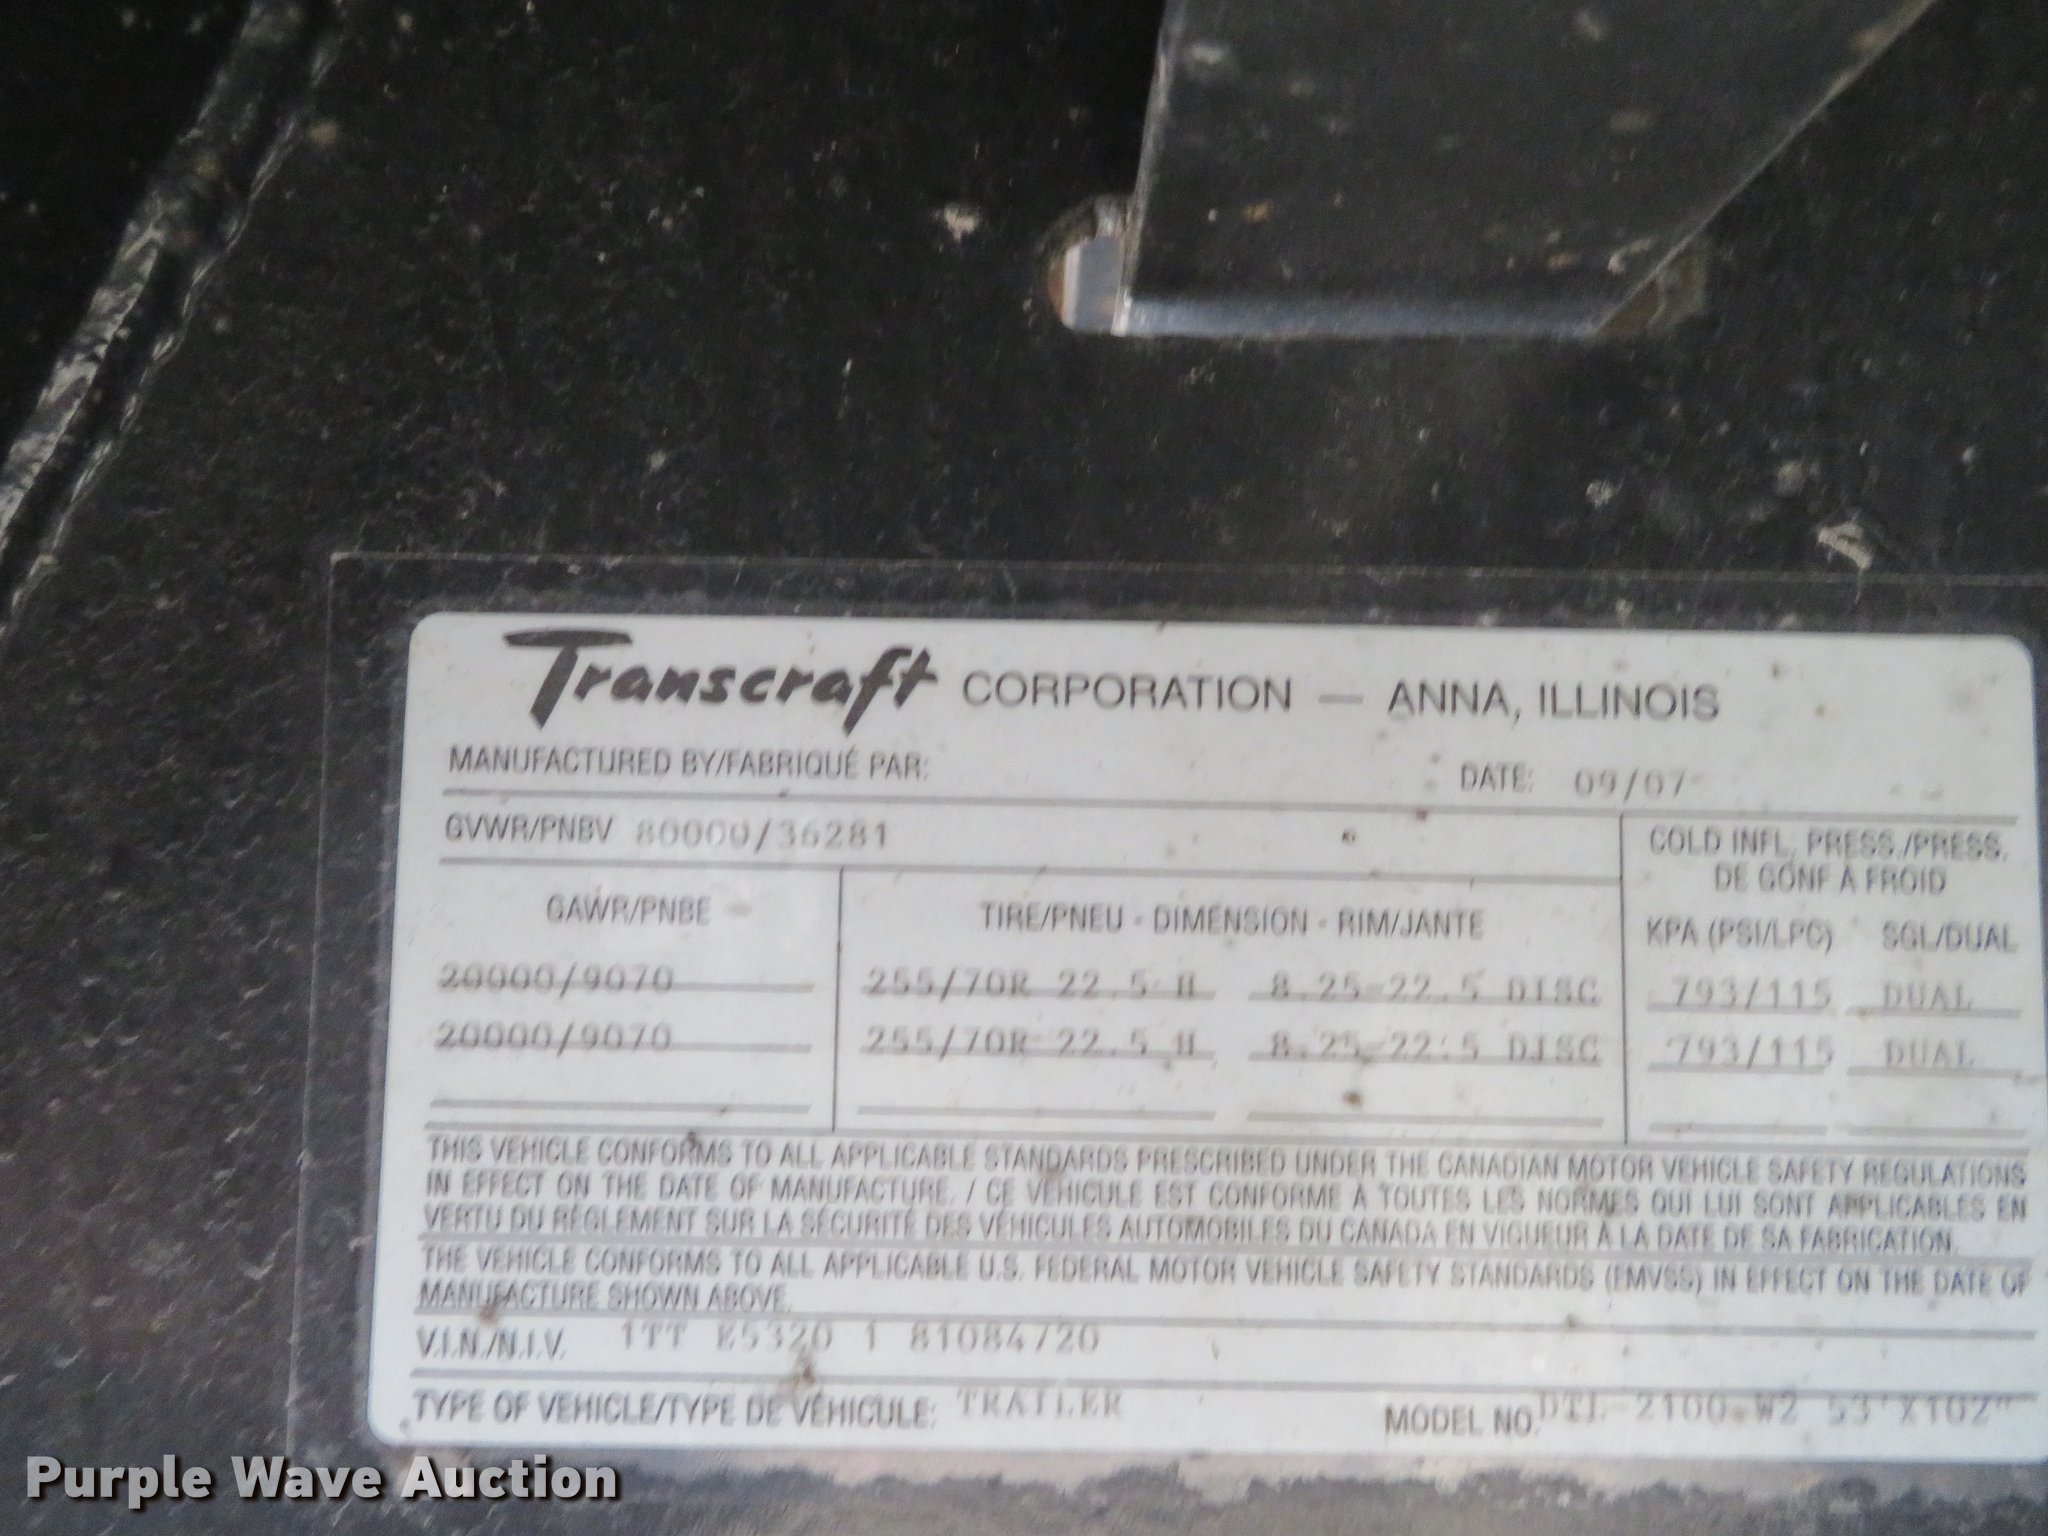 Transcraft CORPORATION — ANNA, ILLINOIS
MANUFACTURED BY/FABRIQUÉ PAR: DATE: 09/07
GVWR/PNBV 80000/36281
COLD INFL. PRESS./PRESS.
DE GONF À FROID
GAWR/PNBE TIRE/PNEU - DIMENSION - RIM/JANTE KPA (PSI/LPC) SGL/DUAL
20000/9070 255/70R 22.5 H 8.25-22.5 DISC 793/115 DUAL
20000/9070 255/70R 22.5 H 8.25-22.5 DISC 793/115 DUAL
THIS VEHICLE CONFORMS TO ALL APPLICABLE STANDARDS PRESCRIBED UNDER THE CANADIAN MOTOR VEHICLE SAFETY REGULATIONS
IN EFFECT ON THE DATE OF MANUFACTURE. / CE VÉHICULE EST CONFORME À TOUTES LES NORMES QUI LUI SONT APPLICABLES EN
VERTU DU RÈGLEMENT SUR LA SÉCURITÉ DES VÉHICULES AUTOMOBILES DU CANADA EN VIGUEUR À LA DATE DE SA FABRICATION.
THE VEHICLE CONFORMS TO ALL APPLICABLE U.S. FEDERAL MOTOR VEHICLE SAFETY STANDARDS (FMVSS) IN EFFECT ON THE DATE OF
MANUFACTURE SHOWN ABOVE.
V.I.N./N.I.V. 1TT E5320 1 81084720
TYPE OF VEHICLE/TYPE DE VÉHICULE: TRAILER MODEL NO. DTL-2100-W2 53'X102"
Purple Wave Auction